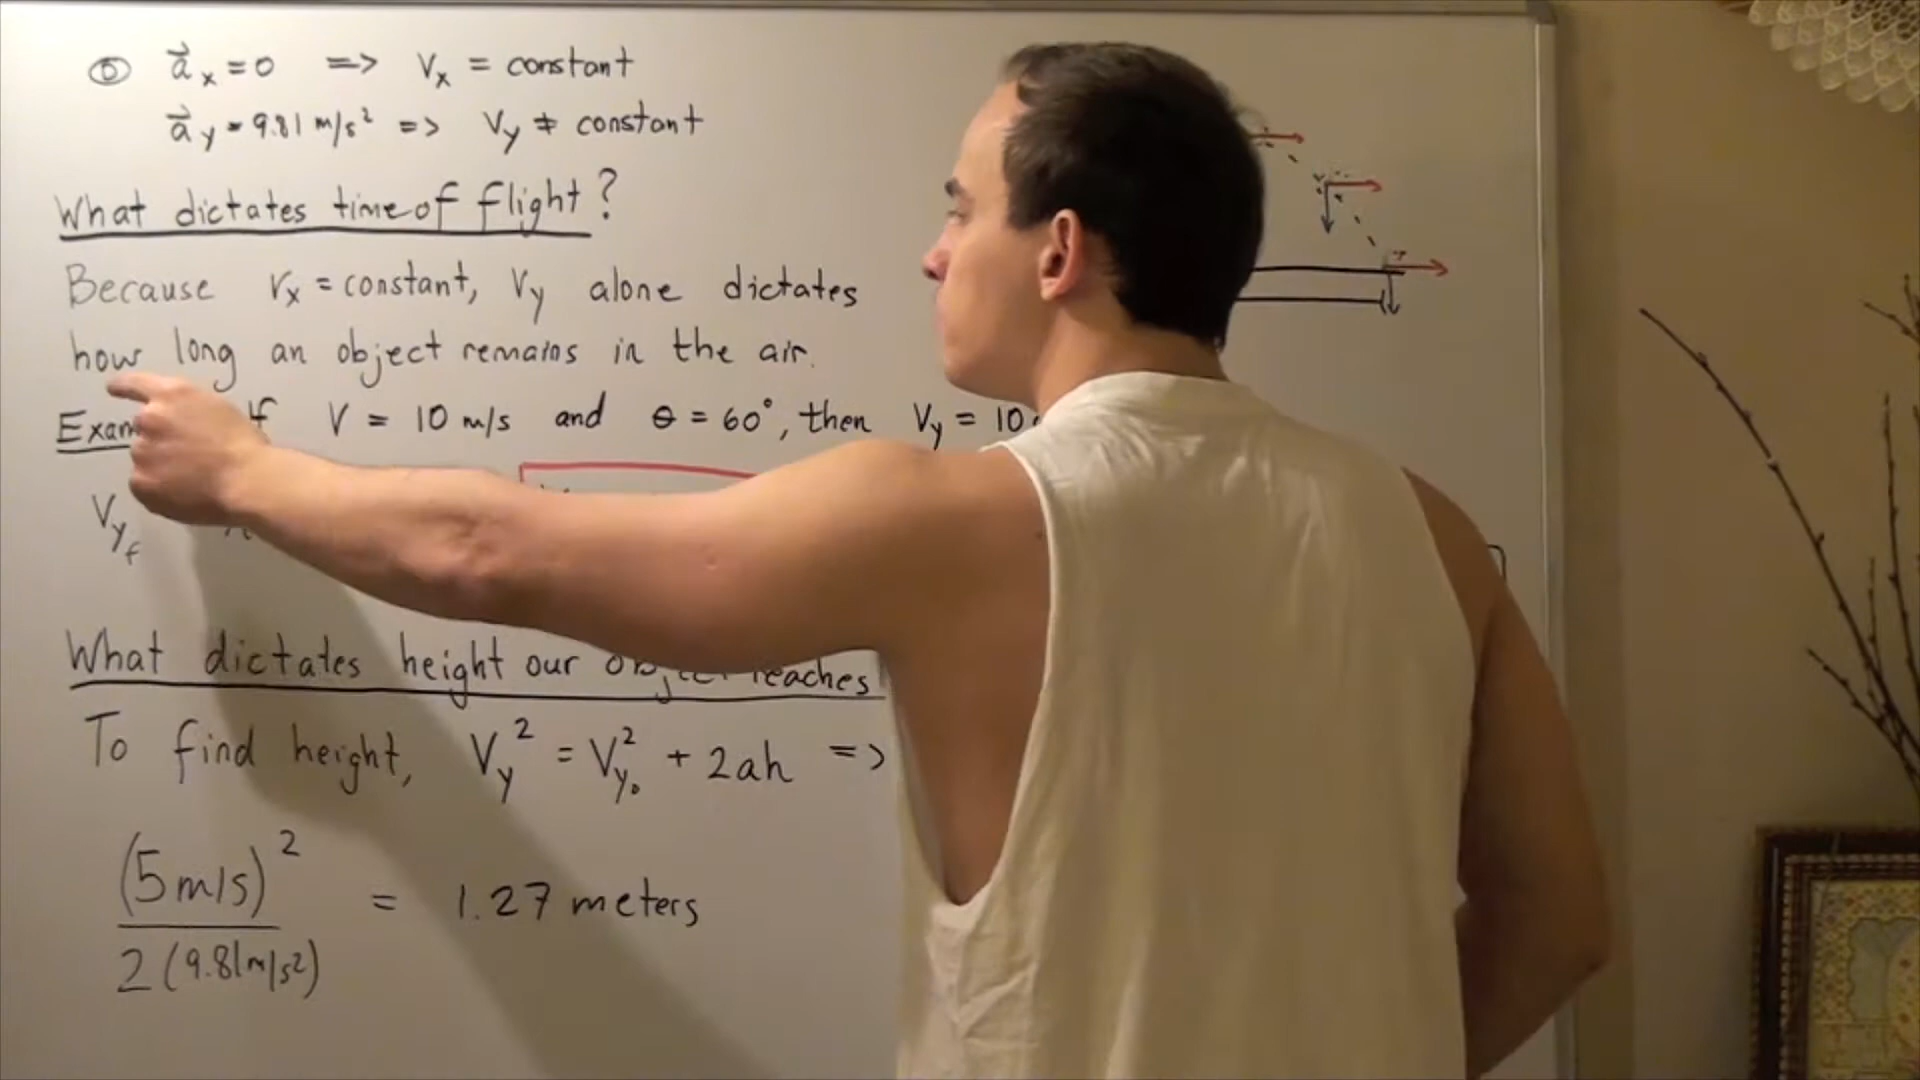 ⓪ a⃗x = 0 => Vx = constant
a⃗y = 9.81 m/s² => Vy ≠ constant
What dictates time of flight?
Because Vx = constant, Vy alone dictates
how long an object remains in the air.
If V = 10 m/s and θ = 60°, then Vy = 10
Vyf
What dictates height our reaches
To find height, Vy² = Vy₀² + 2ah =>
(5 m/s)² / 2(9.81 m/s²) = 1.27 meters